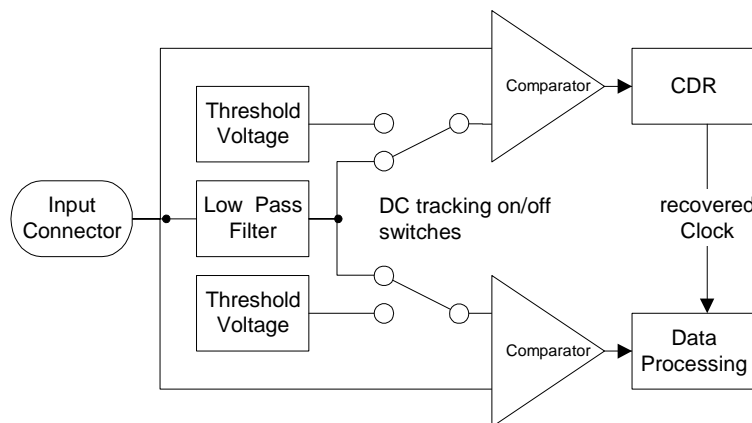 Comparator
CDR
Threshold
Voltage
Input
Connector
Low Pass
Filter
DC tracking on/off
switches
recovered
Clock
Threshold
Voltage
Comparator
Data
Processing